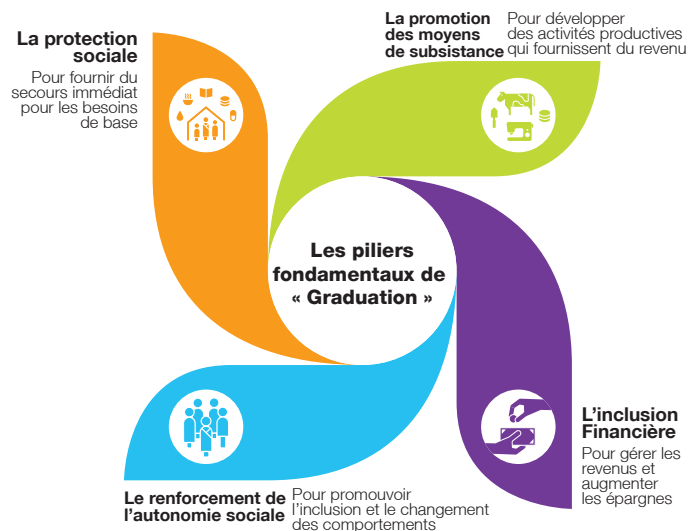 La protection
sociale
Pour fournir du
secours immédiat
pour les besoins
de base
La promotion
des moyens
de subsistance
Pour développer
des activités productives
qui fournissent du revenu
Les piliers
fondamentaux de
« Graduation »
L’inclusion
Financière
Pour gérer les
revenus et
augmenter
les épargnes
Le renforcement de
l’autonomie sociale
Pour promouvoir
l’inclusion et le changement
des comportements